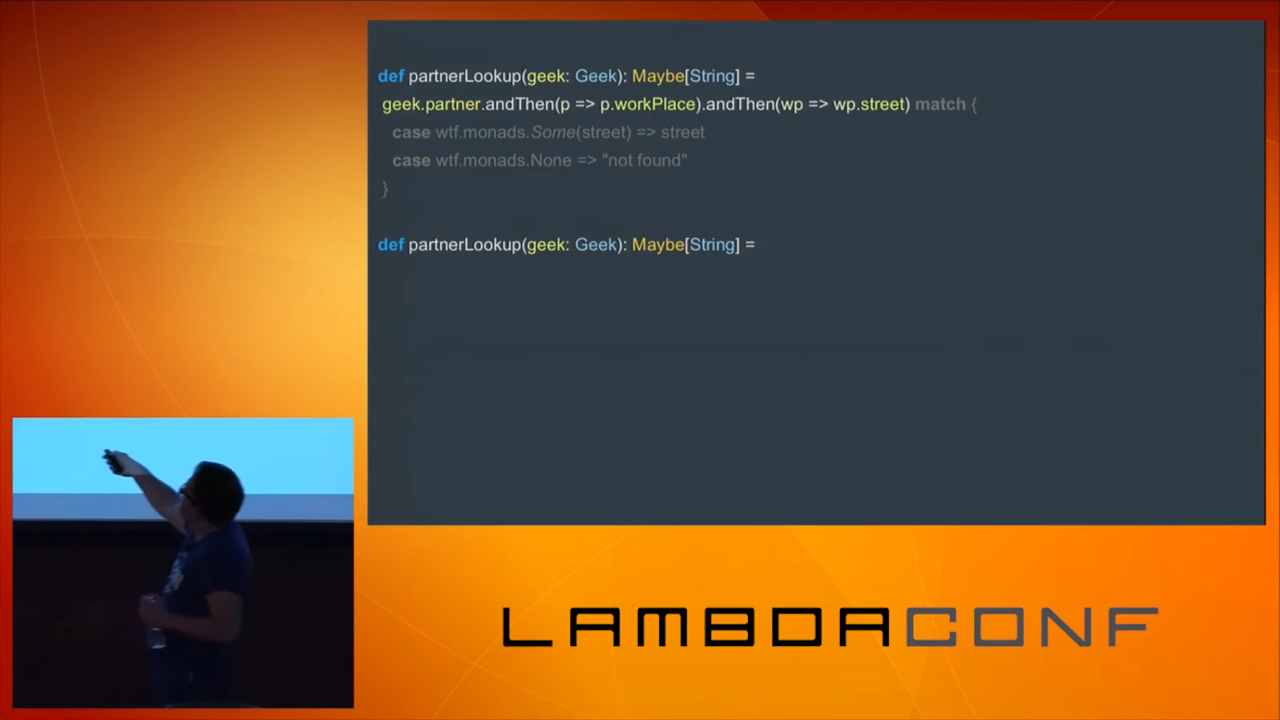 def partnerLookup(geek: Geek): Maybe[String] =
geek.partner.andThen(p => p.workPlace).andThen(wp => wp.street) match {
case wtf.monads.Some(street) => street
case wtf.monads.None => "not found"
}
def partnerLookup(geek: Geek): Maybe[String] =
LAMBDACONF